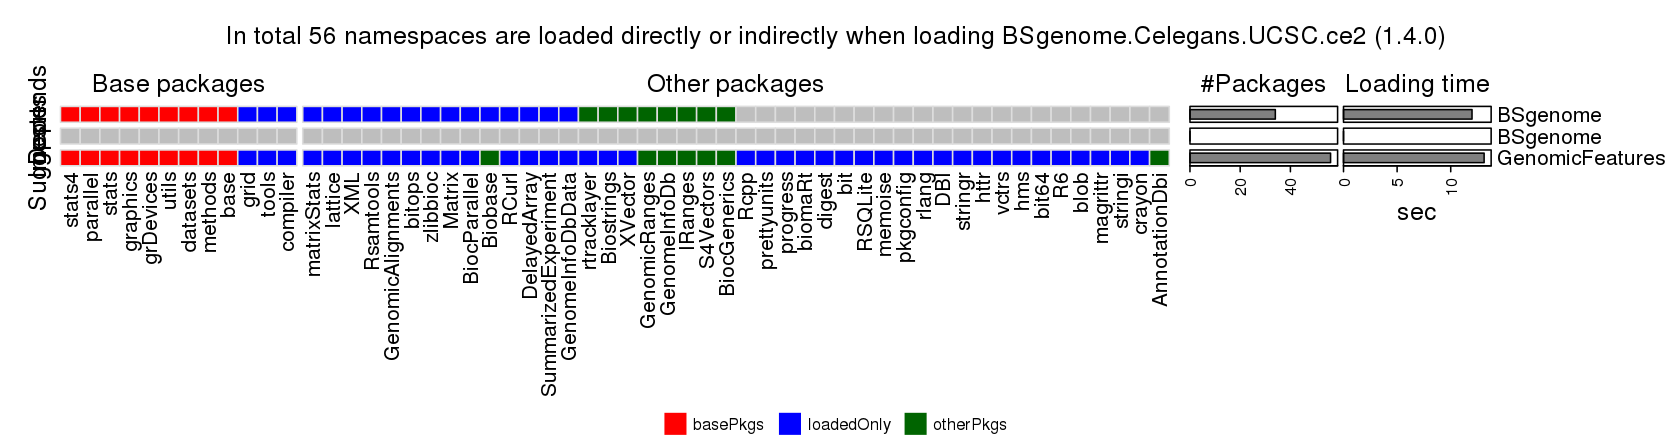 In total 56 namespaces are loaded directly or indirectly when loading BSgenome.Celegans.UCSC.ce2 (1.4.0)
Base packages
Other packages
#Packages
Loading time
BSgenome
BSgenome
GenomicFeatures
stats4
parallel
stats
graphics
grDevices
utils
datasets
methods
base
grid
tools
compiler
matrixStats
lattice
XML
Rsamtools
GenomicAlignments
bitops
zlibbioc
Matrix
BiocParallel
Biobase
RCurl
DelayedArray
SummarizedExperiment
GenomeInfoDbData
rtracklayer
Biostrings
XVector
GenomicRanges
GenomeInfoDb
IRanges
S4Vectors
BiocGenerics
Rcpp
prettyunits
progress
biomaRt
digest
bit
RSQLite
memoise
pkgconfig
rlang
DBI
stringr
httr
vctrs
hms
bit64
R6
blob
magrittr
stringi
crayon
AnnotationDbi
0
20
40
0
5
10
sec
basePkgs
loadedOnly
otherPkgs